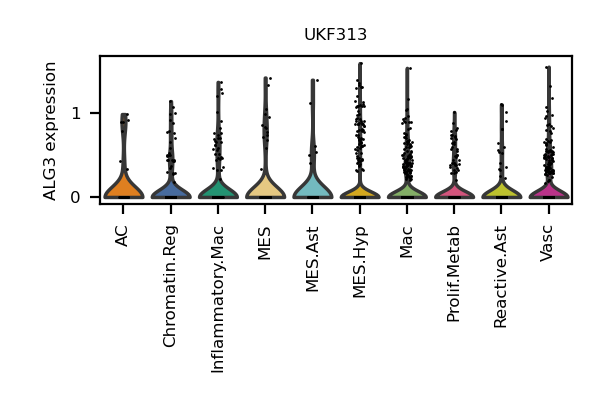 UKF313
ALG3 expression
1
0
AC
Chromatin.Reg
Inflammatory.Mac
MES
MES.Ast
MES.Hyp
Mac
Prolif.Metab
Reactive.Ast
Vasc